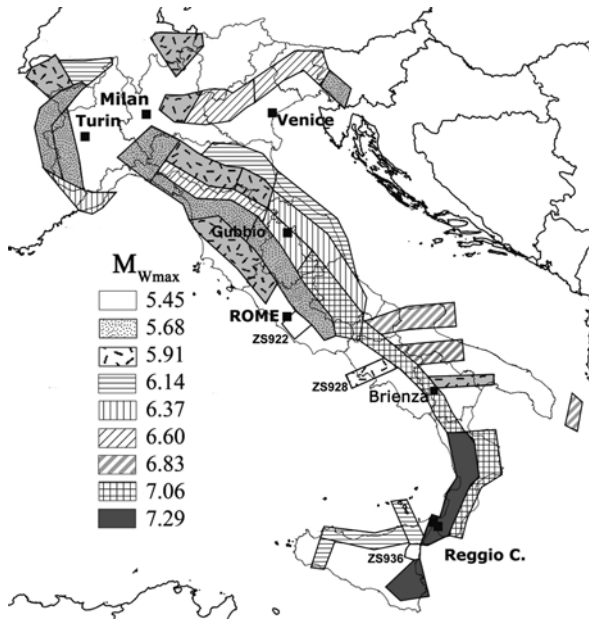 Milan
Turin
Venice
Gubbio
M Wmax
5.45
5.68
5.91
6.14
6.37
6.60
6.83
7.06
7.29
ROME
ZS922
ZS928
Brienza
ZS936
Reggio C.